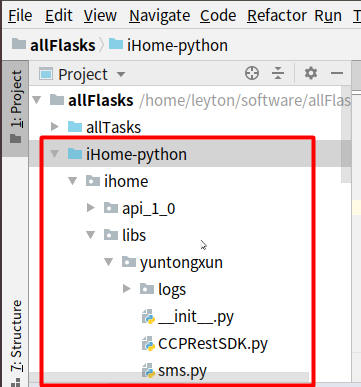 File Edit View Navigate Code Refactor Run
allFlasks iHome-python
1: Project
Project
allFlasks /home/leyton/software/allFlas
allTasks
iHome-python
ihome
api_1_0
libs
yuntongxun
logs
__init__.py
CCPRestSDK.py
sms.py
7: Structure